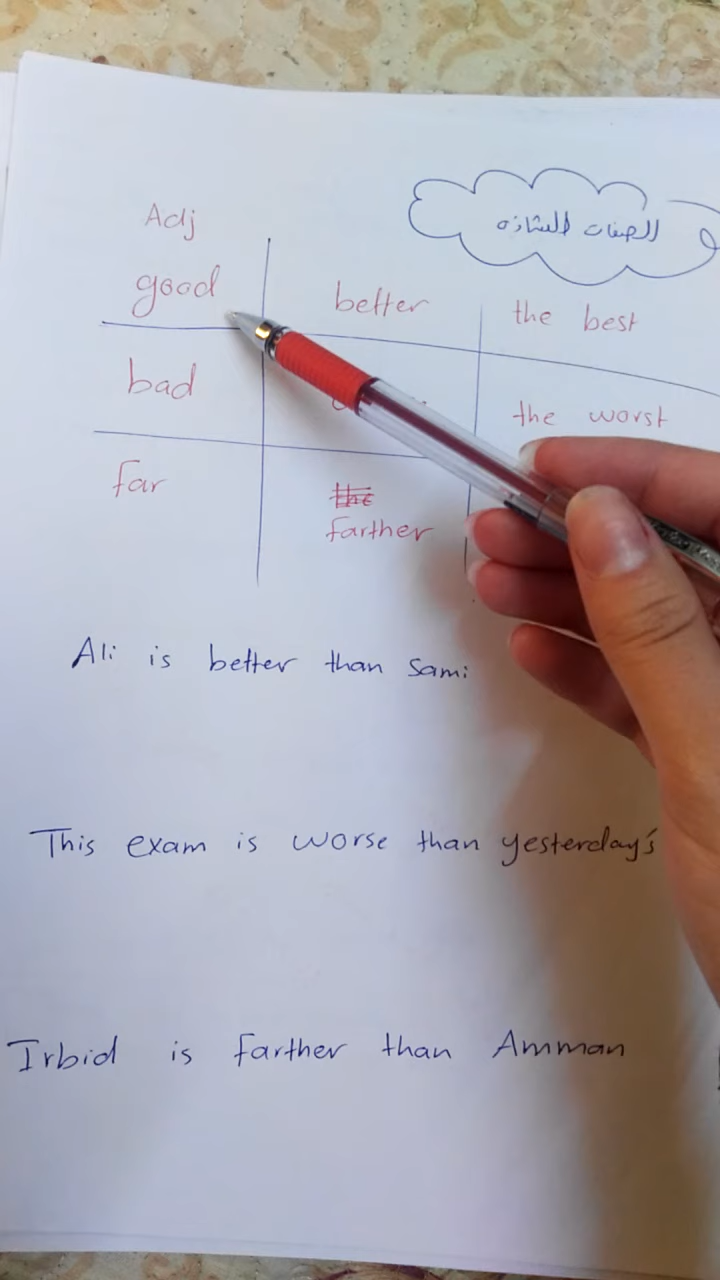 الصفات الشاذه
Adj
good better the best
bad the worst
far farther
Ali is better than Sami
This exam is worse than yesterday's
Irbid is farther than Amman